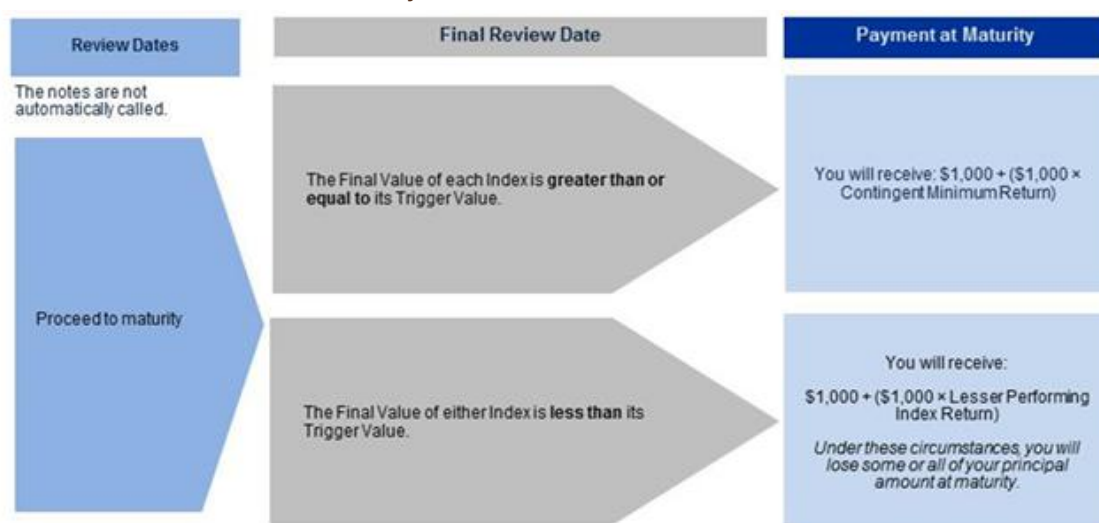 Review Dates
Final Review Date
Payment at Maturity
The notes are not
automatically called.
Proceed to maturity
The Final Value of each Index is greater than or
equal to its Trigger Value.
You will receive: $1,000 + ($1,000 ×
Contingent Minimum Return)
The Final Value of either Index is less than its
Trigger Value.
You will receive:
$1,000 + ($1,000 × Lesser Performing
Index Return)
Under these circumstances, you will
lose some or all of your principal
amount at maturity.